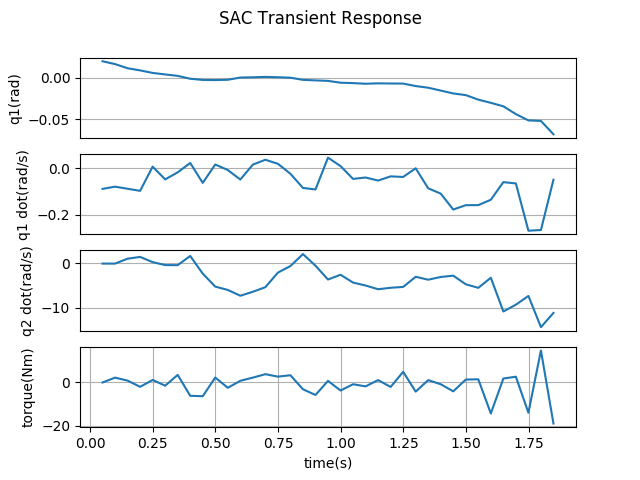 SAC Transient Response
q1(rad)
0.00
−0.05
q1 dot(rad/s)
0.0
−0.2
q2 dot(rad/s)
0
−10
torque(Nm)
0
−20
0.00 0.25 0.50 0.75 1.00 1.25 1.50 1.75
time(s)